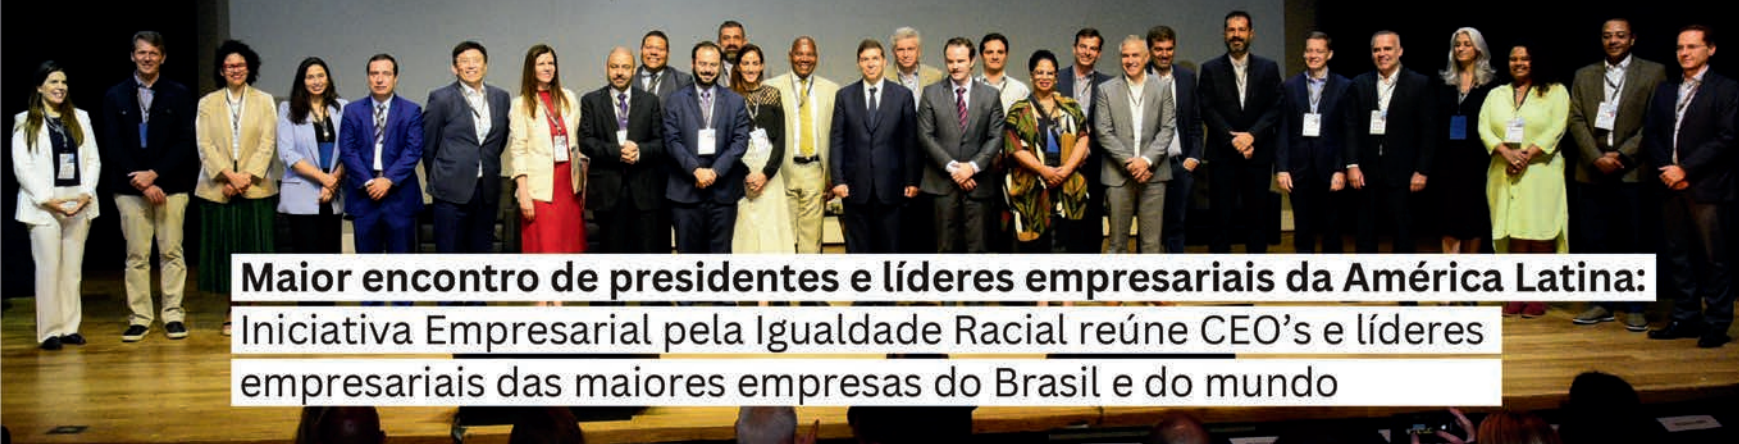 Maior encontro de presidentes e líderes empresariais da América Latina:
Iniciativa Empresarial pela Igualdade Racial reúne CEO's e líderes
empresariais das maiores empresas do Brasil e do mundo